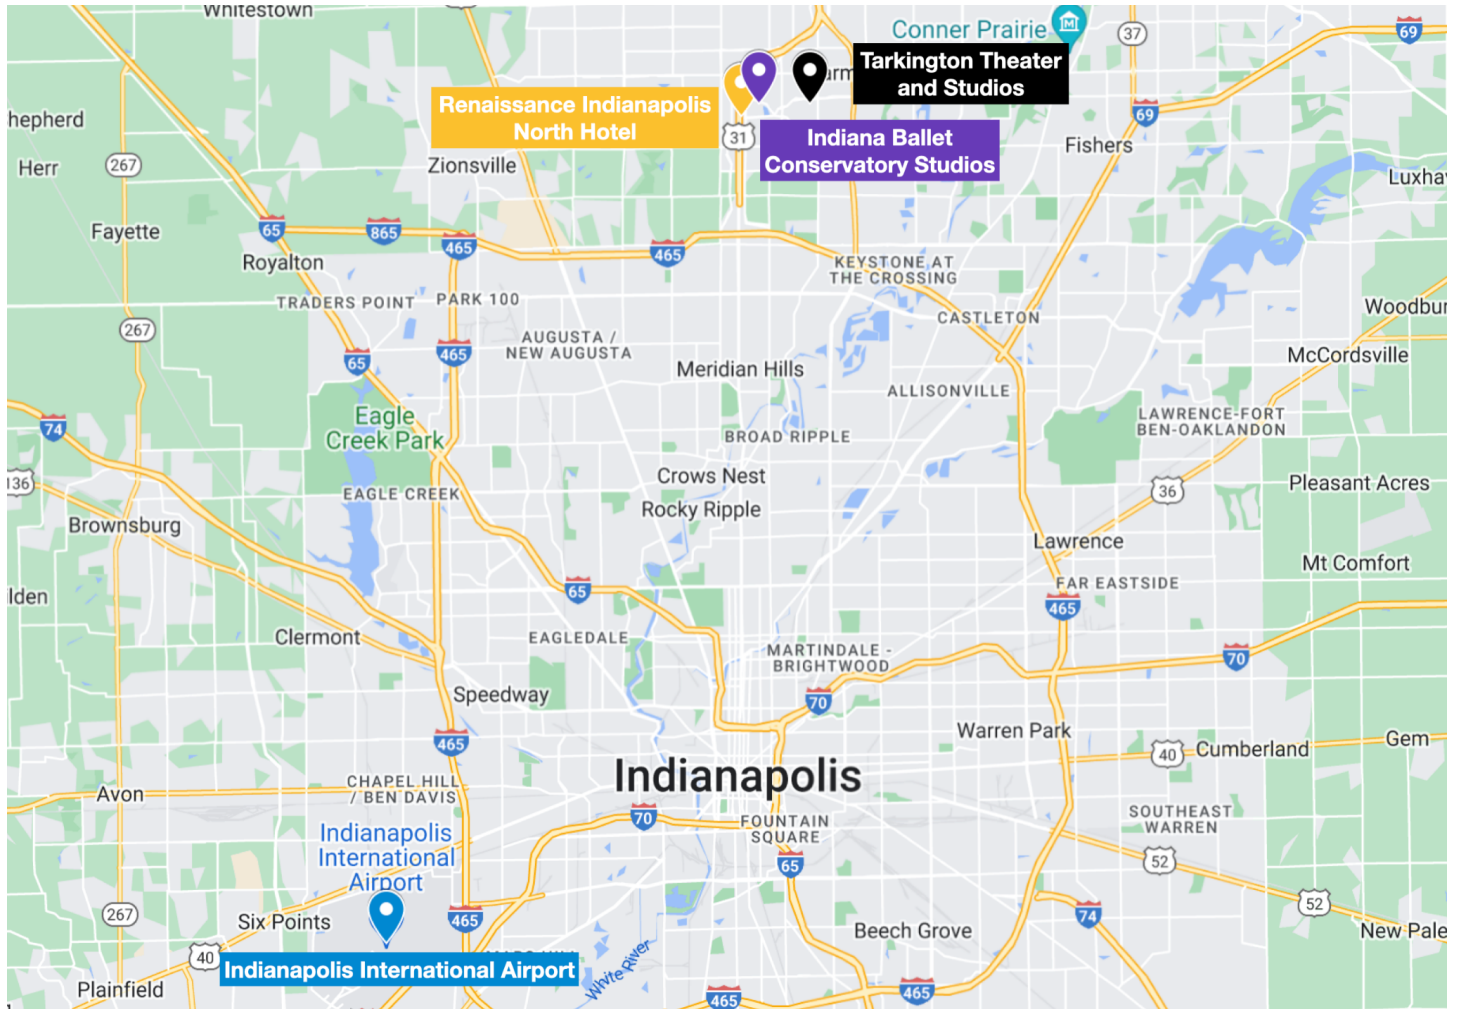 Whitestown
Conner Prairie
37
69
Tarkington Theater
and Studios
arm
Renaissance Indianapolis
North Hotel
31
Indiana Ballet
Conservatory Studios
69
Fishers
hepherd
Herr
267
Zionsville
Luxha
Fayette
65
865
465
465
Royalton
KEYSTONE AT
THE CROSSING
TRADERS POINT
PARK 100
267
CASTLETON
Woodbur
AUGUSTA /
NEW AUGUSTA
65
465
McCordsville
Meridian Hills
ALLISONVILLE
74
Eagle
Creek Park
LAWRENCE-FORT
BEN-OAKLANDON
BROAD RIPPLE
136
Crows Nest
EAGLE CREEK
36
Pleasant Acres
Rocky Ripple
Brownsburg
Lawrence
Mt Comfort
lden
65
FAR EASTSIDE
465
Clermont
EAGLEDALE
MARTINDALE -
BRIGHTWOOD
70
Speedway
70
465
Warren Park
40
Cumberland
Gem
Indianapolis
Avon
CHAPEL HILL
/ BEN DAVIS
70
FOUNTAIN
SQUARE
SOUTHEAST
WARREN
Indianapolis
International
Airport
65
52
267
Six Points
465
74
52
Beech Grove
New Pale
40
Indianapolis International Airport
White River
Plainfield
465
465